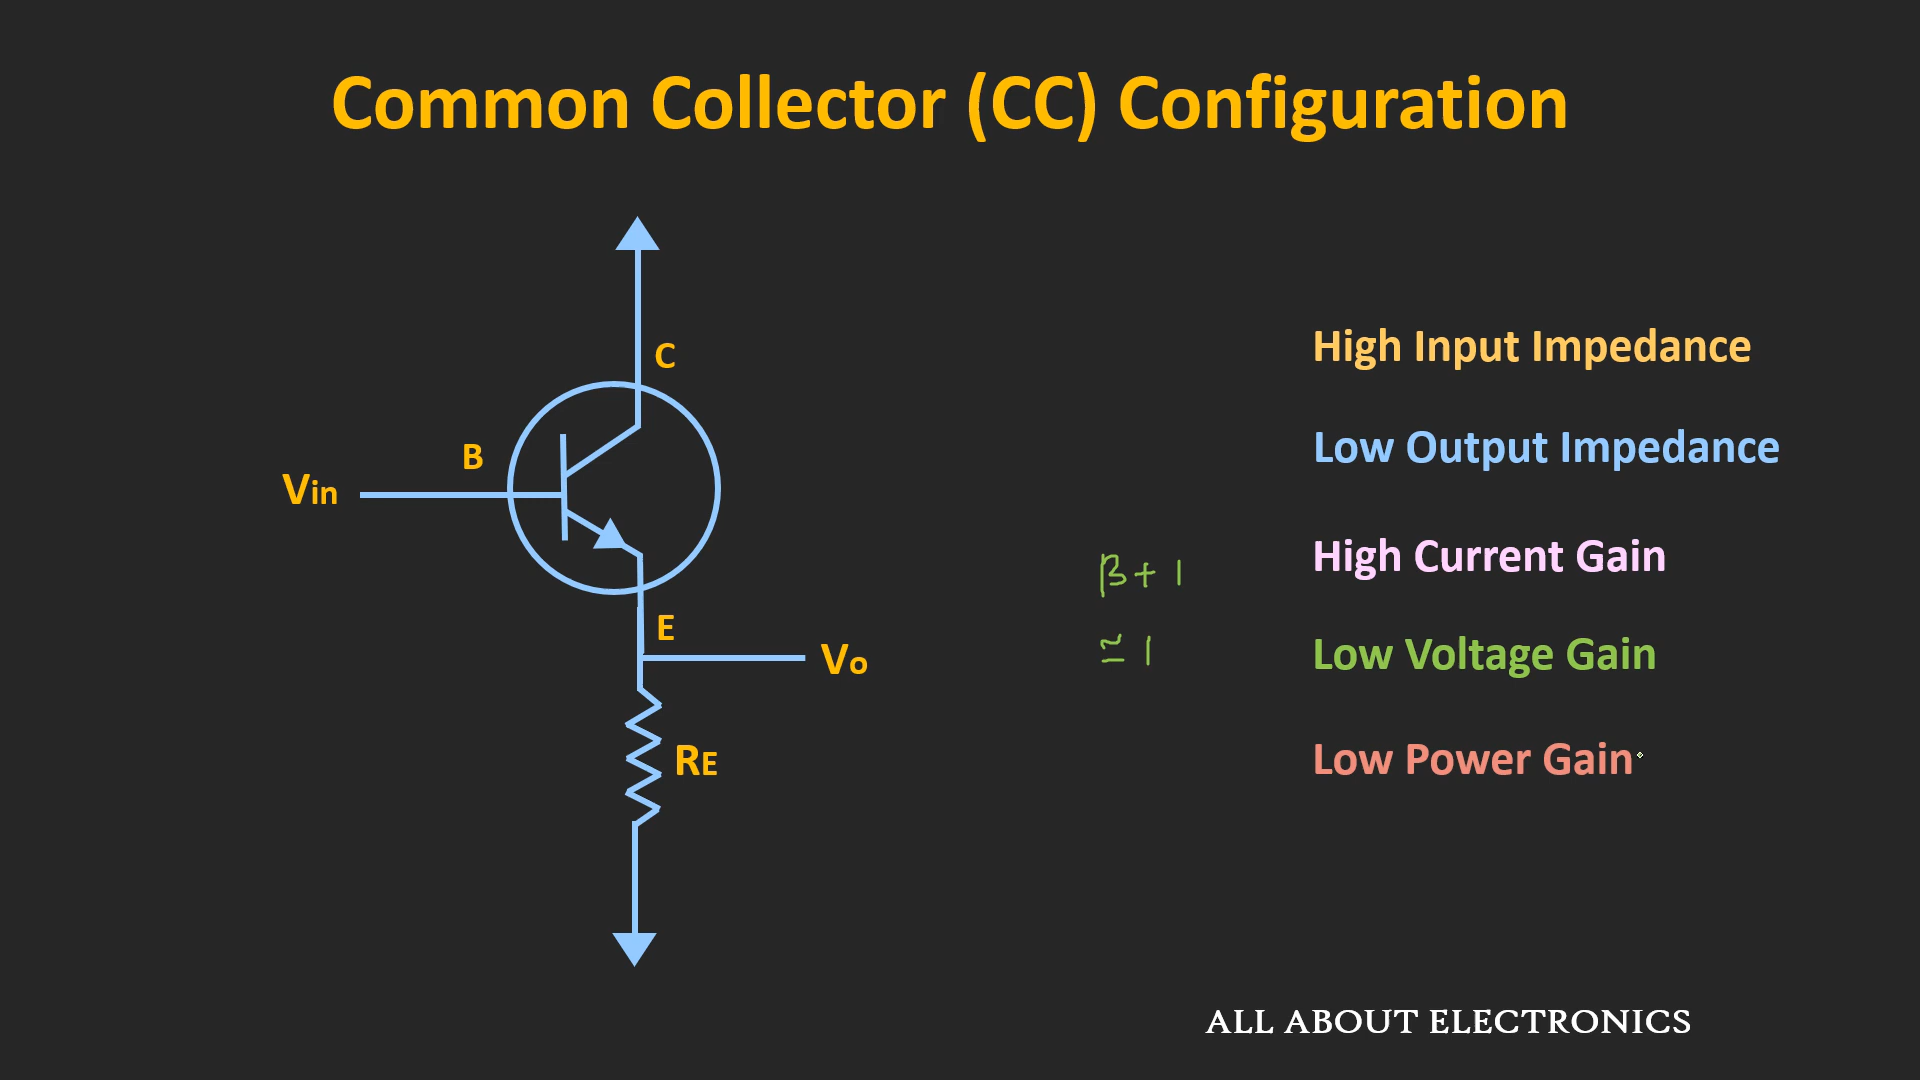 Common Collector (CC) Configuration
C
B
Vin
E
Vo
RE
High Input Impedance
Low Output Impedance
β+1 High Current Gain
≃1 Low Voltage Gain
Low Power Gain
ALL ABOUT ELECTRONICS